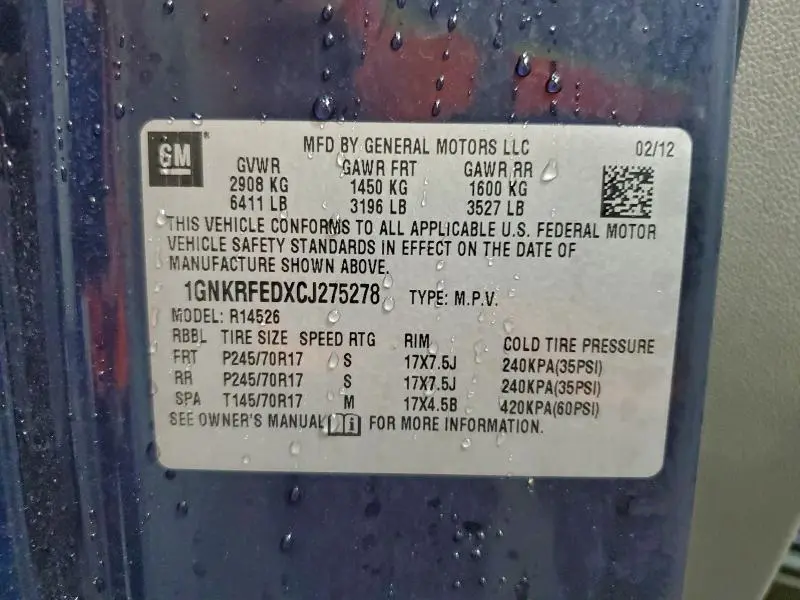 GM
MFD BY GENERAL MOTORS LLC 02/12
GVWR GAWR FRT GAWR RR
2908 KG 1450 KG 1600 KG
6411 LB 3196 LB 3527 LB
THIS VEHICLE CONFORMS TO ALL APPLICABLE U.S. FEDERAL MOTOR
VEHICLE SAFETY STANDARDS IN EFFECT ON THE DATE OF
MANUFACTURE SHOWN ABOVE.
1GNKRFEDXCJ275278 TYPE: M.P.V.
MODEL: R14526
RBBL TIRE SIZE SPEED RTG RIM COLD TIRE PRESSURE
FRT P245/70R17 S 17X7.5J 240KPA(35PSI)
RR P245/70R17 S 17X7.5J 240KPA(35PSI)
SPA T145/70R17 M 17X4.5B 420KPA(60PSI)
SEE OWNER'S MANUAL FOR MORE INFORMATION.